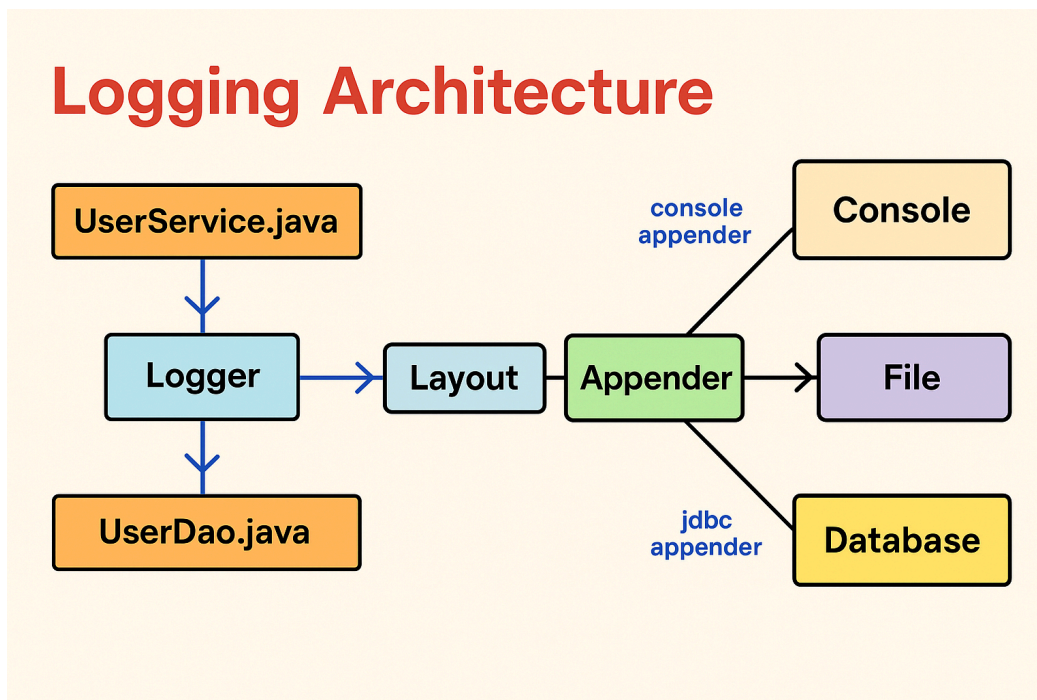 Logging Architecture
UserService.java
console
appender
Console
Logger
Layout
Appender
File
UserDao.java
jdbc
appender
Database